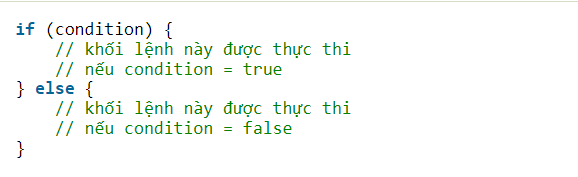 if (condition) {
    // khối lệnh này được thực thi
    // nếu condition = true
} else {
    // khối lệnh này được thực thi
    // nếu condition = false
}